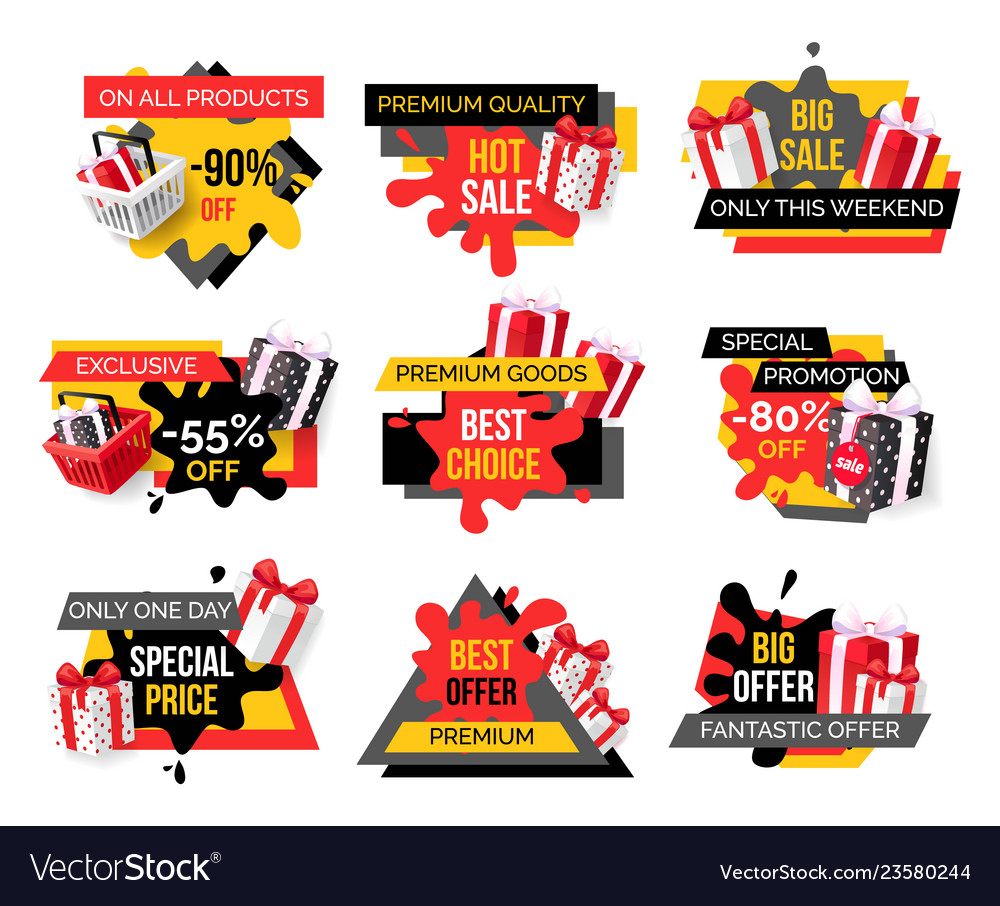 ON ALL PRODUCTS
-90%
OFF
PREMIUM QUALITY
HOT
SALE
BIG
SALE
ONLY THIS WEEKEND
EXCLUSIVE
-55%
OFF
PREMIUM GOODS
BEST
CHOICE
SPECIAL
PROMOTION
-80%
OFF
sale
ONLY ONE DAY
SPECIAL
PRICE
BEST
OFFER
PREMIUM
BIG
OFFER
FANTASTIC OFFER
VectorStock®
VectorStock.com/23580244